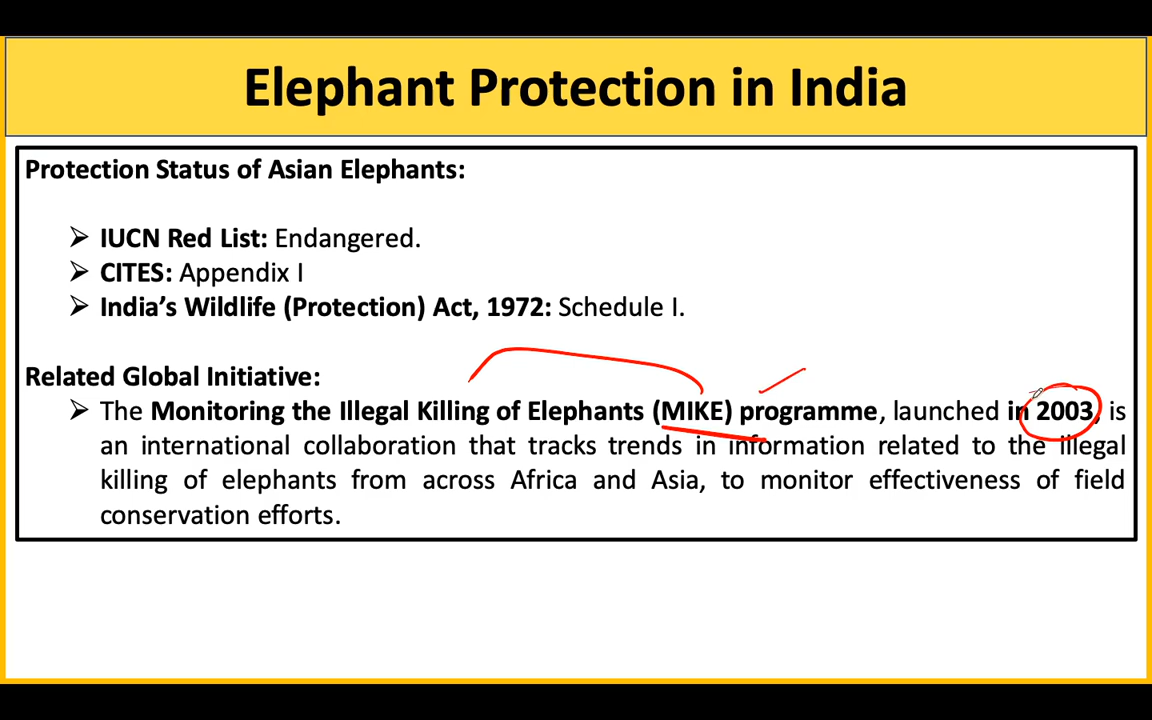 Elephant Protection in India
Protection Status of Asian Elephants:
➢ IUCN Red List: Endangered.
➢ CITES: Appendix I
➢ India’s Wildlife (Protection) Act, 1972: Schedule I.
Related Global Initiative:
➢ The Monitoring the Illegal Killing of Elephants (MIKE) programme, launched in 2003, is
an international collaboration that tracks trends in information related to the illegal
killing of elephants from across Africa and Asia, to monitor effectiveness of field
conservation efforts.